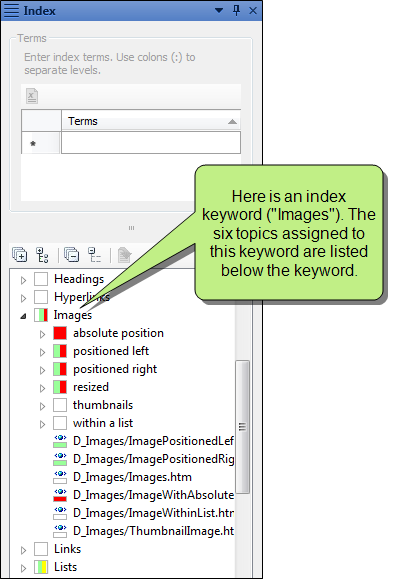 Index
Terms
Enter index terms. Use colons (:) to
separate levels.
Terms
*
Here is an index
keyword ("Images"). The
six topics assigned to
this keyword are listed
below the keyword.
Headings
Hyperlinks
Images
absolute position
positioned left
positioned right
resized
thumbnails
within a list
D_Images/ImagePositionedLef
D_Images/ImagePositionedRig
D_Images/Images.htm
D_Images/ImageWithAbsolute
D_Images/ImageWithinList.htm
D_Images/ThumbnailImage.ht
Links
Lists